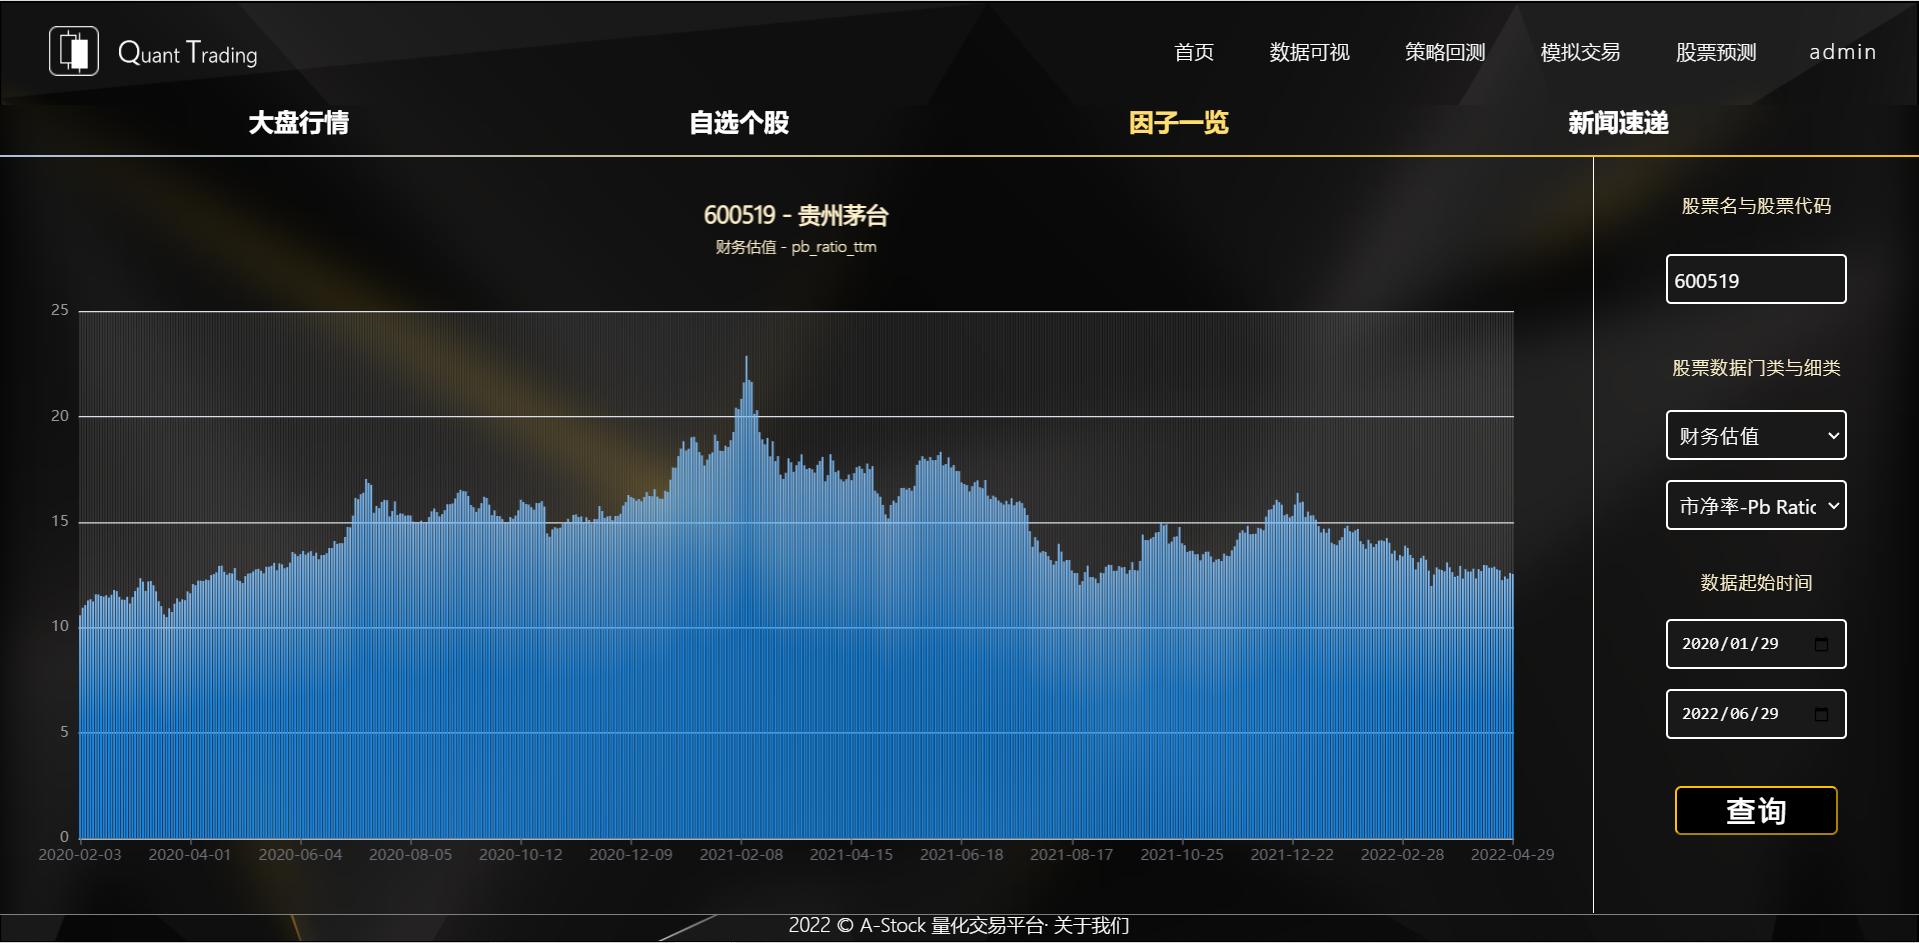 Quant Trading
首页 数据可视 策略回测 模拟交易 股票预测 admin
大盘行情 自选个股 因子一览 新闻速递
600519 - 贵州茅台
财务估值 - pb_ratio_ttm
25
20
15
10
5
0
2020-02-03 2020-04-01 2020-06-04 2020-08-05 2020-10-12 2020-12-09 2021-02-08 2021-04-15 2021-06-18 2021-08-17 2021-10-25 2021-12-22 2022-02-28 2022-04-29
股票名与股票代码
600519
股票数据门类与细类
财务估值
市净率-Pb Ratio
数据起始时间
2020/01/29
2022/06/29
查询
2022 © A-Stock 量化交易平台· 关于我们